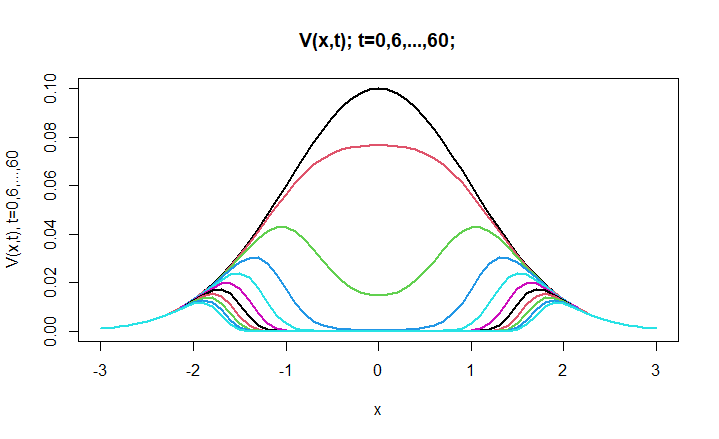 V(x,t); t=0,6,...,60;
V(x,t), t=0,6,...,60
0.10
0.08
0.06
0.04
0.02
0.00
-3 -2 -1 0 1 2 3
x